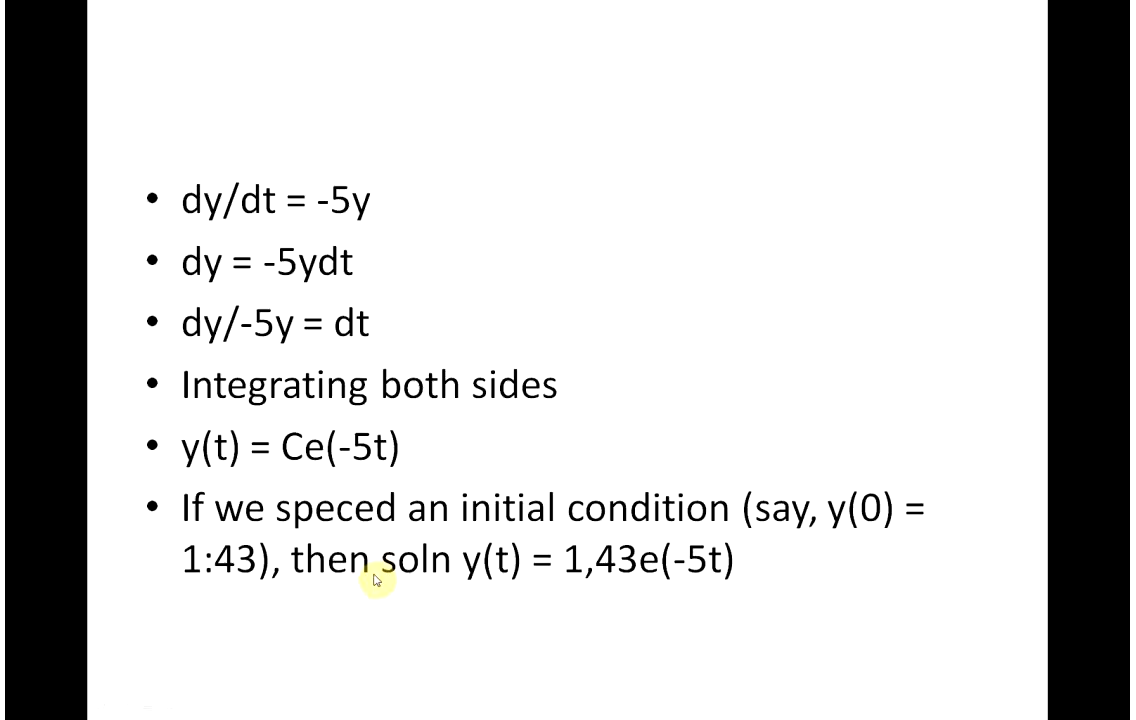 • dy/dt = -5y
• dy = -5ydt
• dy/-5y = dt
• Integrating both sides
• y(t) = Ce(-5t)
• If we speced an initial condition (say, y(0) =
1:43), then soln y(t) = 1,43e(-5t)